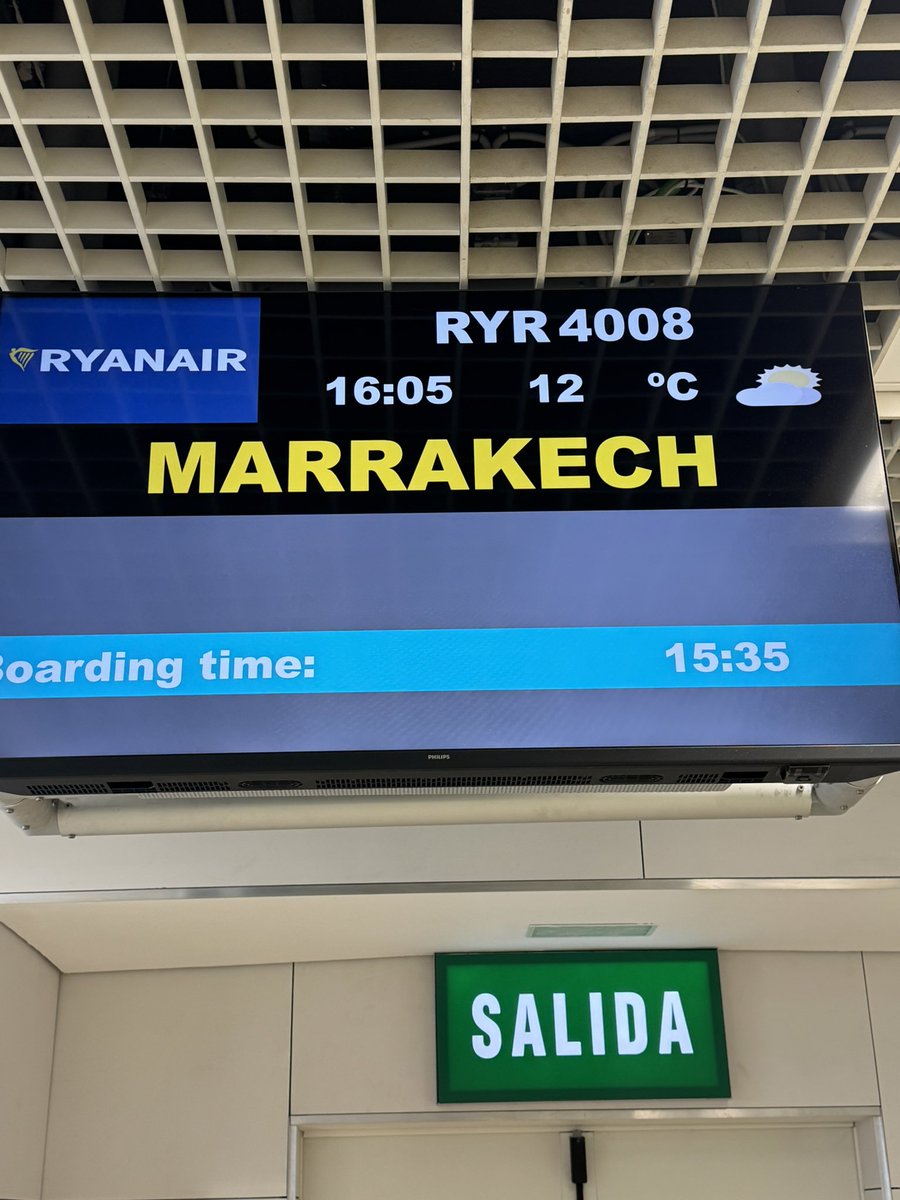 RYANAIR
RYR 4008
16:05 12 ºC
MARRAKECH
Boarding time: 15:35
PHILIPS
SALIDA